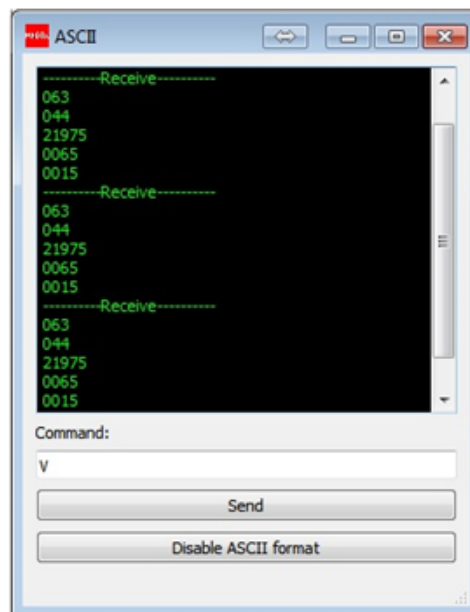 ASCII
----------Receive----------
063
044
21975
0065
0015
----------Receive----------
063
044
21975
0065
0015
----------Receive----------
063
044
21975
0065
0015
Command:
V
Send
Disable ASCII format